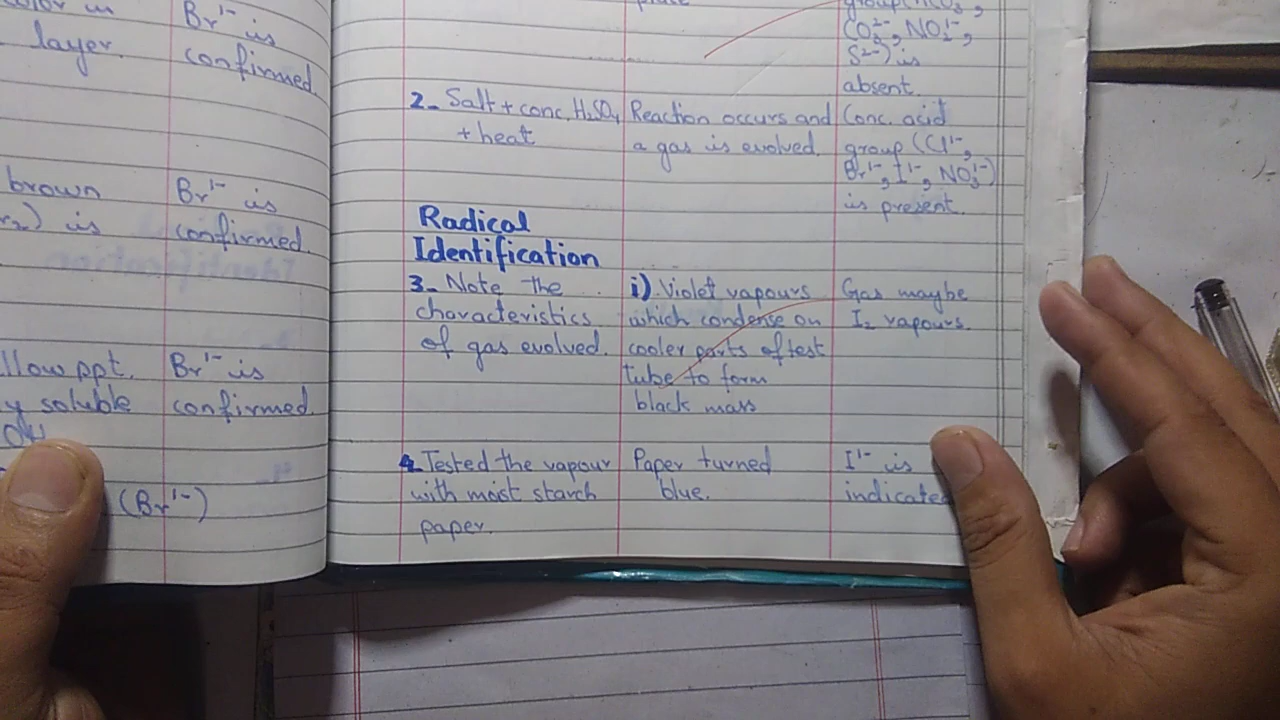 Br¹⁻ is
layer.
confirmed
brown
Br¹⁻ is
) is
confirmed.
llow ppt.
Br¹⁻ is
y soluble
confirmed.
OH
(Br¹⁻)
CO₃²⁻, NO₂¹⁻,
S²⁻) is
absent.
2- Salt + conc. H₂SO₄
+ heat
Reaction occurs and
a gas is evolved.
Conc. acid
group (Cl¹⁻,
Br¹⁻, I¹⁻, NO₃¹⁻)
is present.
Radical
Identification
3- Note the
characteristics
of gas evolved.
i) Violet vapours
which condense on
cooler parts of test
tube to form
black mass
Gas maybe
I₂ vapours.
4- Tested the vapour
with moist starch
paper.
Paper turned
blue.
I¹⁻ is
indicated